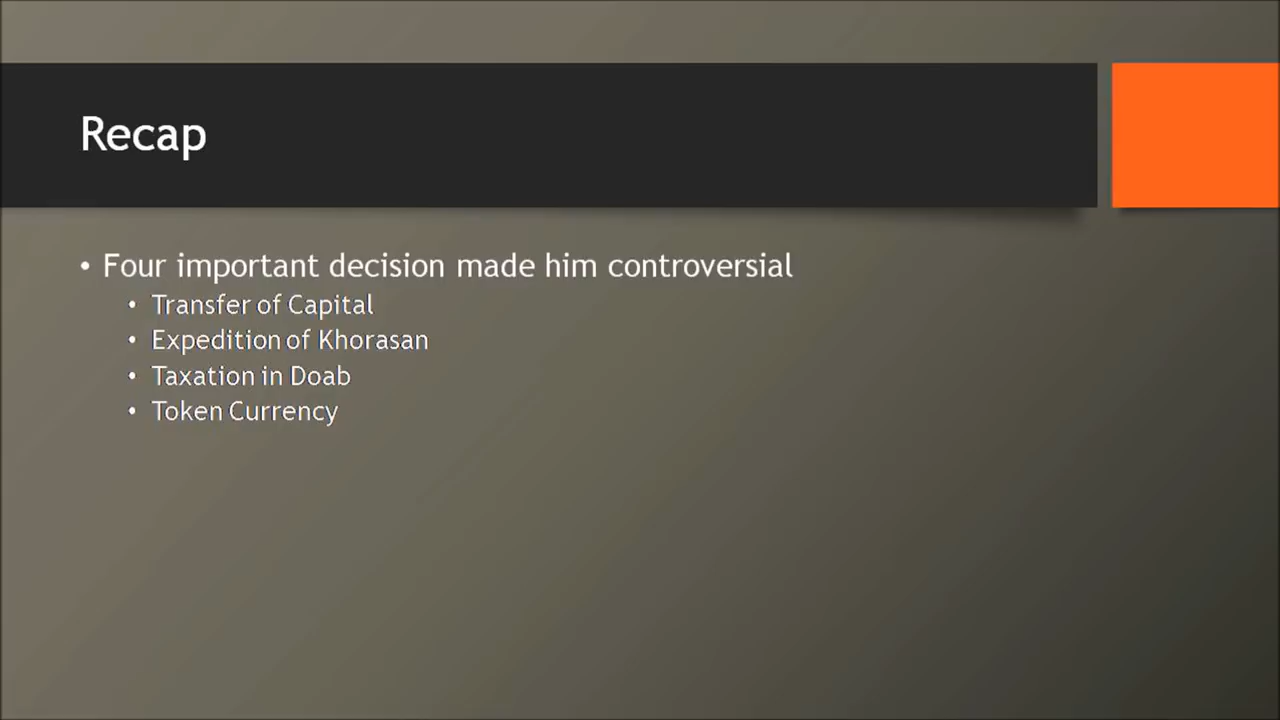 Recap
• Four important decision made him controversial
• Transfer of Capital
• Expedition of Khorasan
• Taxation in Doab
• Token Currency